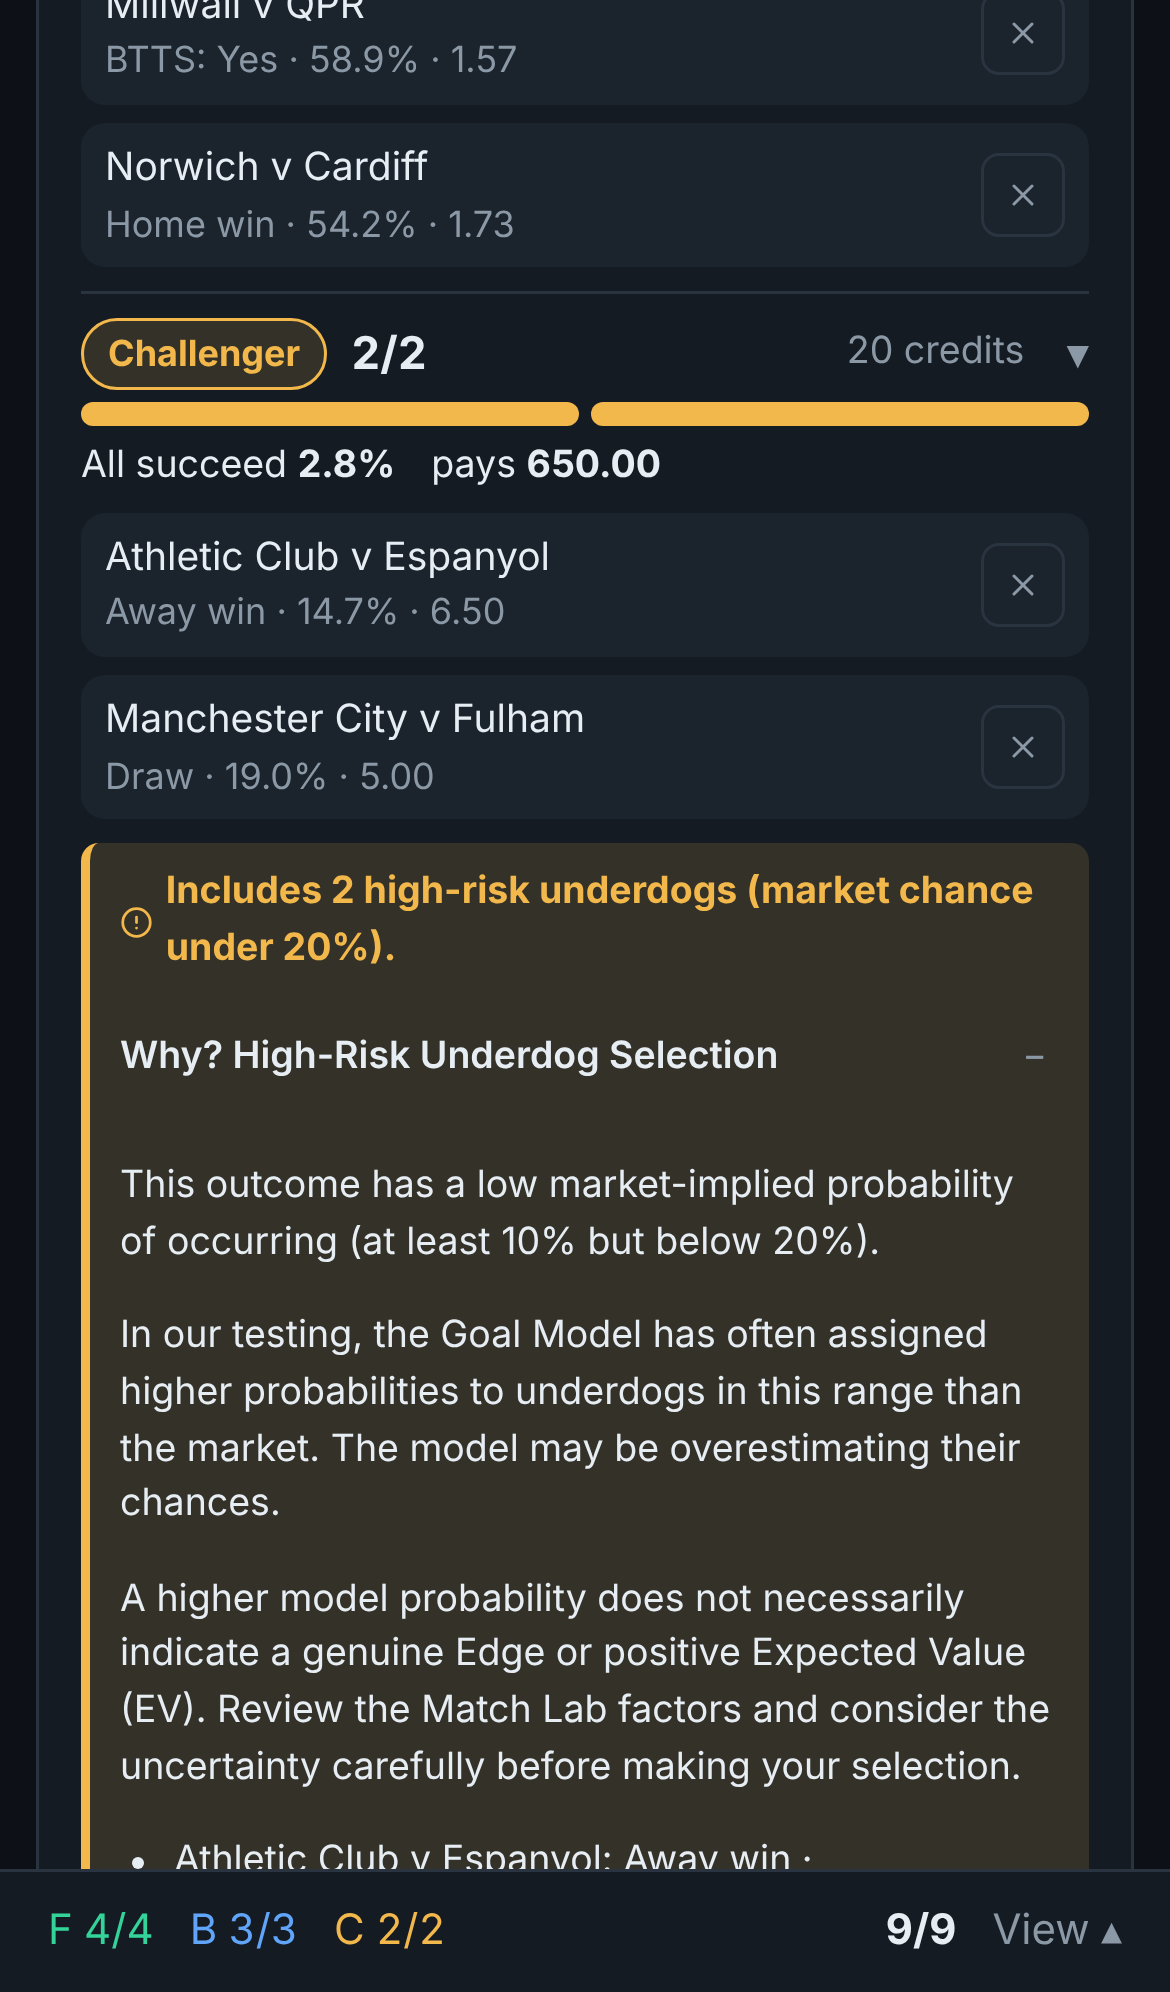 Millwall v QPR
BTTS: Yes · 58.9% · 1.57
Norwich v Cardiff
Home win · 54.2% · 1.73
Challenger 2/2 20 credits ▼
All succeed 2.8% pays 650.00
Athletic Club v Espanyol
Away win · 14.7% · 6.50
Manchester City v Fulham
Draw · 19.0% · 5.00
Includes 2 high-risk underdogs (market chance
under 20%).
Why? High-Risk Underdog Selection –
This outcome has a low market-implied probability
of occurring (at least 10% but below 20%).
In our testing, the Goal Model has often assigned
higher probabilities to underdogs in this range than
the market. The model may be overestimating their
chances.
A higher model probability does not necessarily
indicate a genuine Edge or positive Expected Value
(EV). Review the Match Lab factors and consider the
uncertainty carefully before making your selection.
• Athletic Club v Espanyol: Away win ·
F 4/4 B 3/3 C 2/2 9/9 View ▲